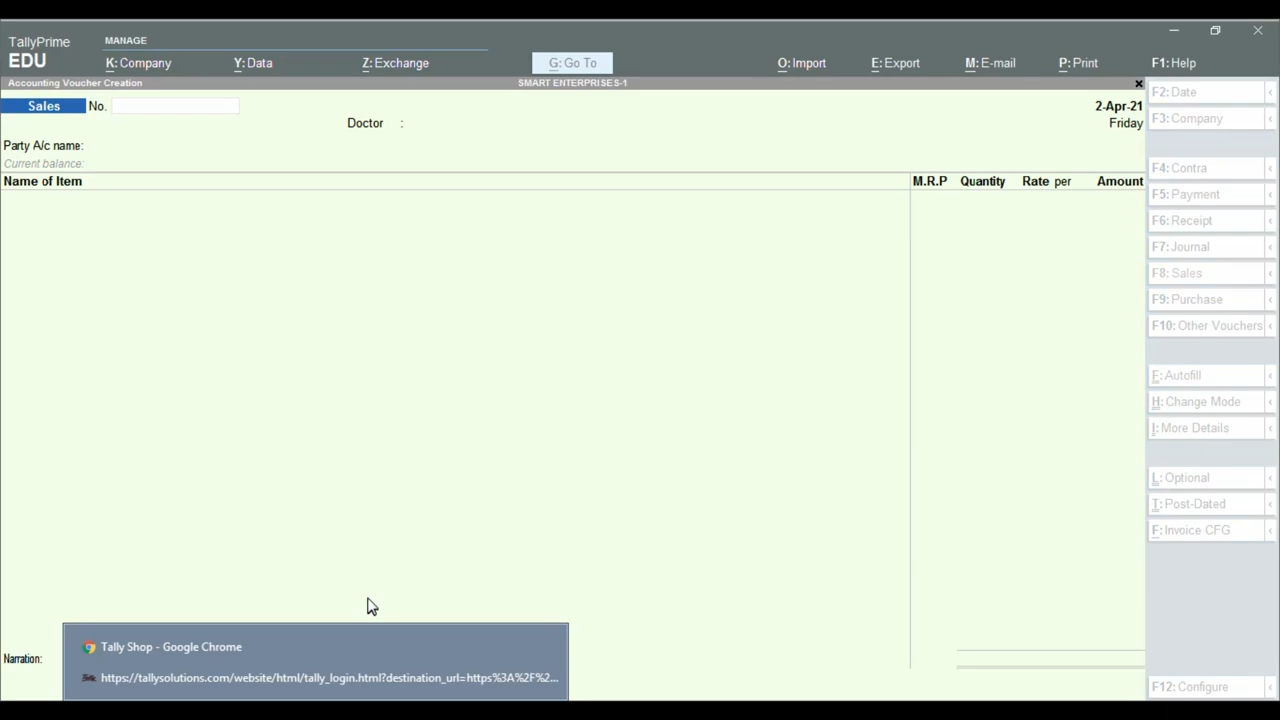 TallyPrime
EDU
MANAGE
K: Company
Y: Data
Z: Exchange
G: Go To
O: Import
E: Export
M: E-mail
P: Print
F1: Help
Accounting Voucher Creation
SMART ENTERPRISES-1
Sales No.
2-Apr-21
Doctor :
Friday
Party A/c name:
Current balance:
Name of Item
M.R.P Quantity Rate per Amount
F2: Date
F3: Company
F4: Contra
F5: Payment
F6: Receipt
F7: Journal
F8: Sales
F9: Purchase
F10: Other Vouchers
F: Autofill
H: Change Mode
I: More Details
L: Optional
T: Post-Dated
F: Invoice CFG
F12: Configure
Narration:
Tally Shop - Google Chrome
https://tallysolutions.com/website/html/tally_login.html?destination_url=https%3A%2F%2...